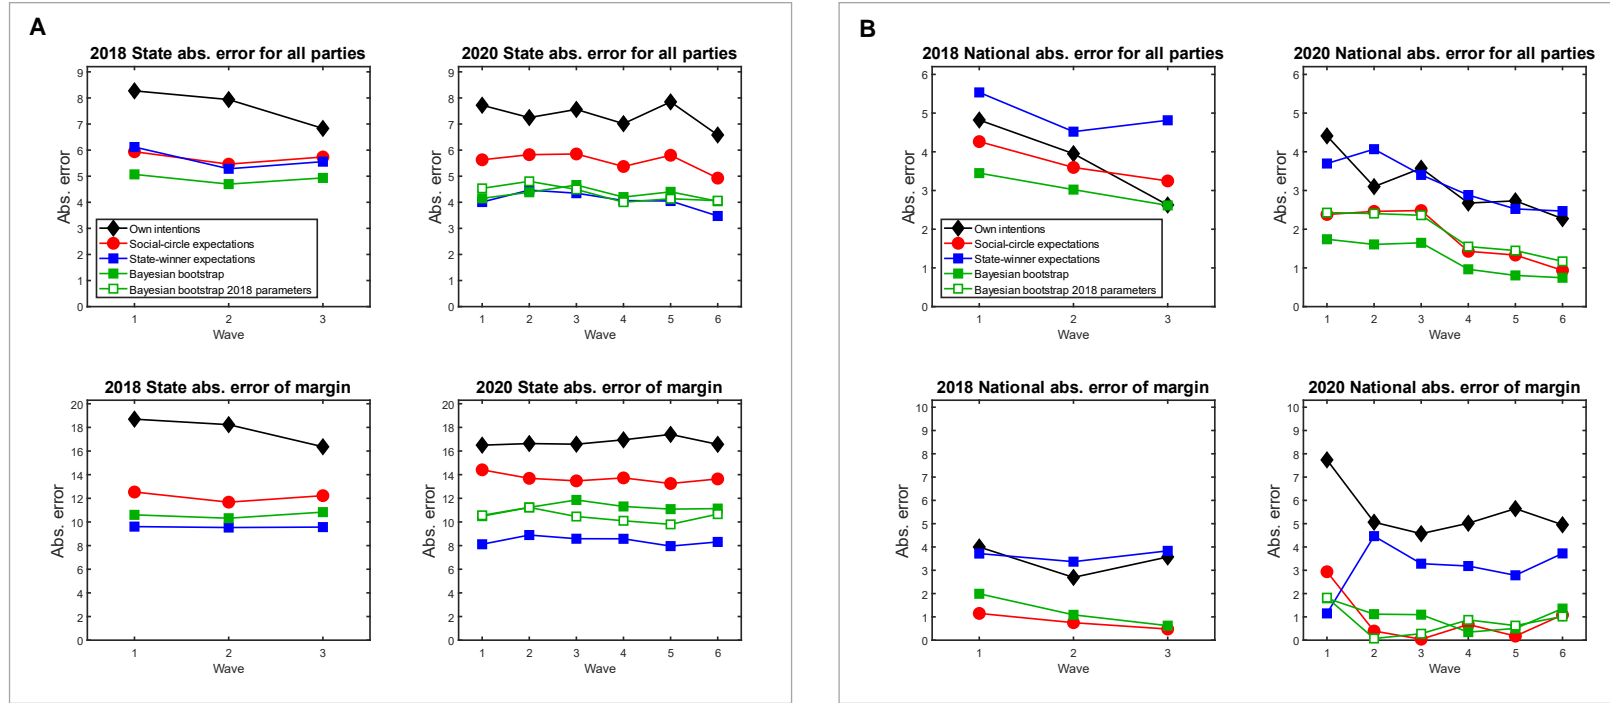 A
2018 State abs. error for all parties
9
8
7
6
5
4
3
2
1
0
Abs. error
Own intentions
Social-circle expectations
State-winner expectations
Bayesian bootstrap
Bayesian bootstrap 2018 parameters
1 2 3
Wave
2020 State abs. error for all parties
9
8
7
6
5
4
3
2
1
0
Abs. error
1 2 3 4 5 6
Wave
2018 State abs. error of margin
20
18
16
14
12
10
8
6
4
2
0
Abs. error
1 2 3
Wave
2020 State abs. error of margin
20
18
16
14
12
10
8
6
4
2
0
Abs. error
1 2 3 4 5 6
Wave
B
2018 National abs. error for all parties
6
5
4
3
2
1
0
Abs. error
Own intentions
Social-circle expectations
State-winner expectations
Bayesian bootstrap
Bayesian bootstrap 2018 parameters
1 2 3
Wave
2020 National abs. error for all parties
6
5
4
3
2
1
0
Abs. error
1 2 3 4 5 6
Wave
2018 National abs. error of margin
10
9
8
7
6
5
4
3
2
1
0
Abs. error
1 2 3
Wave
2020 National abs. error of margin
10
9
8
7
6
5
4
3
2
1
0
Abs. error
1 2 3 4 5 6
Wave